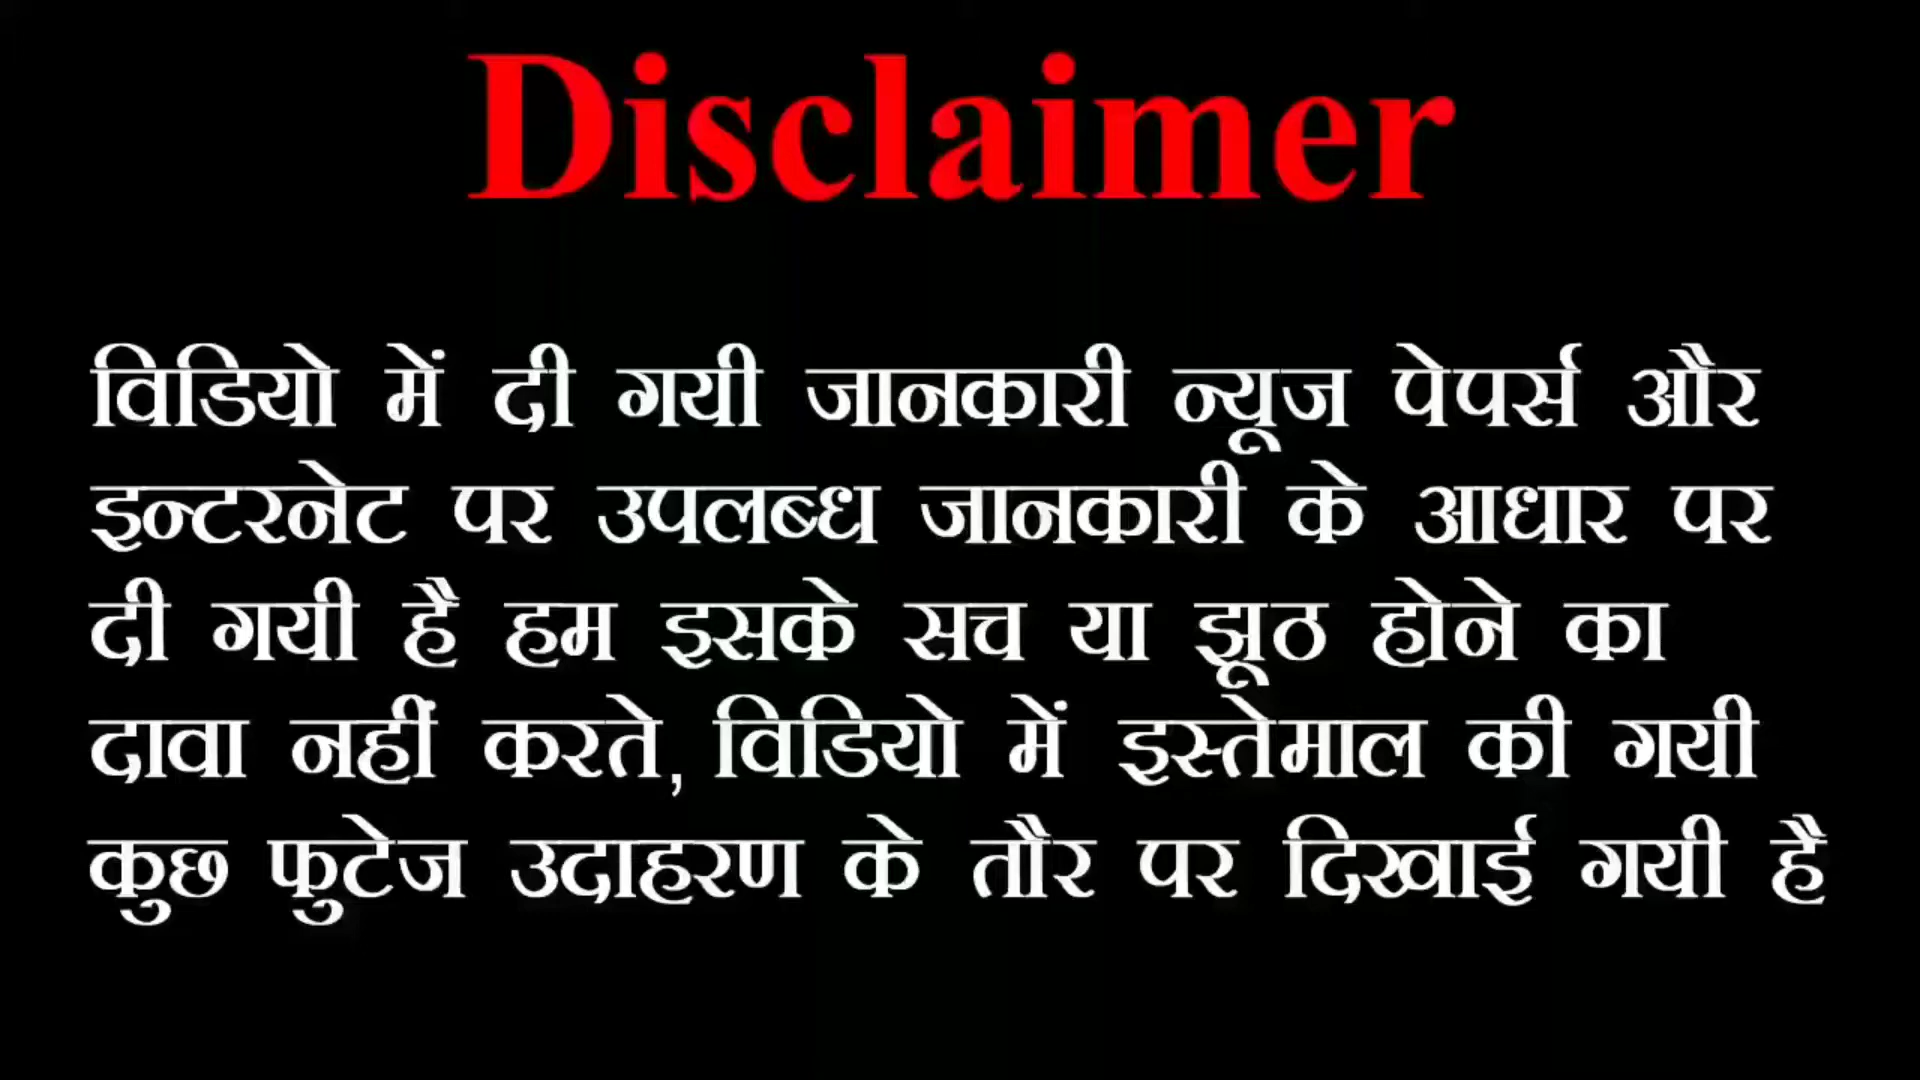 Disclaimer
विडियो में दी गयी जानकारी न्यूज पेपर्स और
इन्टरनेट पर उपलब्ध जानकारी के आधार पर
दी गयी है हम इसके सच या झूठ होने का
दावा नहीं करते, विडियो में इस्तेमाल की गयी
कुछ फुटेज उदाहरण के तौर पर दिखाई गयी है